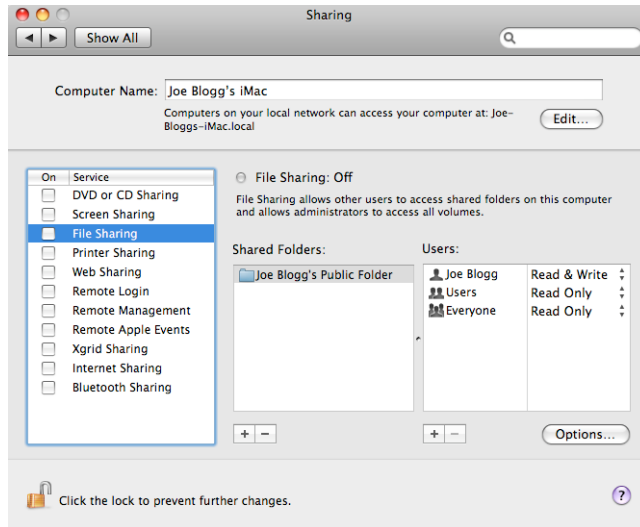 Sharing
Show All
Computer Name: Joe Blogg's iMac
Computers on your local network can access your computer at: Joe-
Bloggs-iMac.local
Edit...
On Service
DVD or CD Sharing
Screen Sharing
File Sharing
Printer Sharing
Web Sharing
Remote Login
Remote Management
Remote Apple Events
Xgrid Sharing
Internet Sharing
Bluetooth Sharing
File Sharing: Off
File Sharing allows other users to access shared folders on this computer
and allows administrators to access all volumes.
Shared Folders:
Joe Blogg's Public Folder
Users:
Joe Blogg Read & Write
Users Read Only
Everyone Read Only
+ −
+ −
Options...
Click the lock to prevent further changes.
?